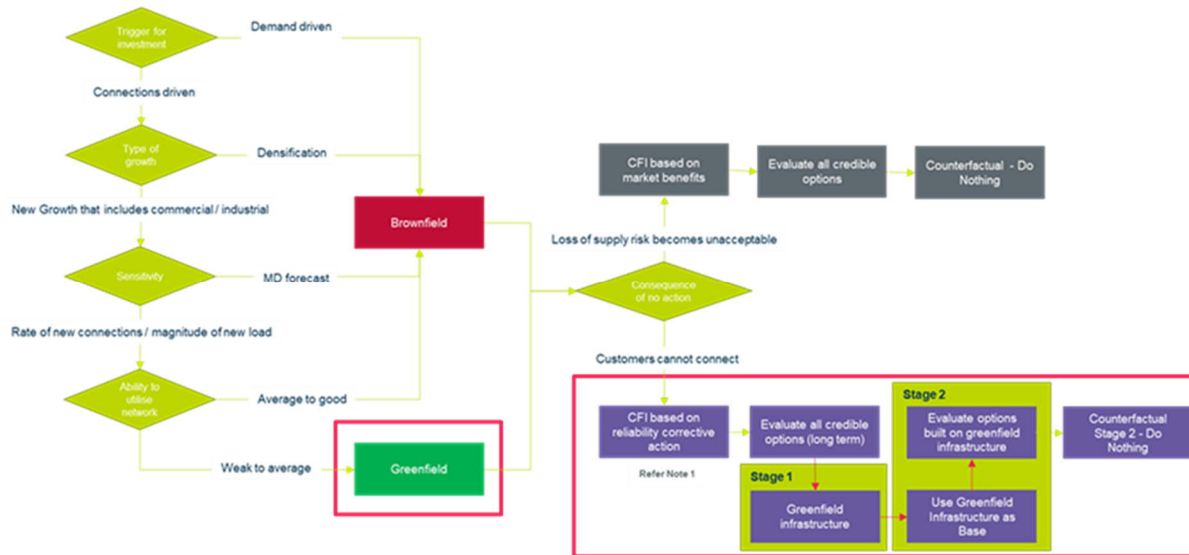 Trigger for
investment
Demand driven
Connections driven
Type of
growth
Densification
New Growth that includes commercial / industrial
Brownfield
Sensitivity
MD forecast
Rate of new connections / magnitude of new load
Ability to
utilise
network
Average to good
Weak to average
Greenfield
CFI based on
market benefits
Evaluate all credible
options
Counterfactual - Do
Nothing
Loss of supply risk becomes unacceptable
Consequence
of no action
Customers cannot connect
CFI based on
reliability corrective
action
Refer Note 1
Evaluate all credible
options (long term)
Stage 1
Greenfield
infrastructure
Stage 2
Evaluate options
built on greenfield
infrastructure
Use Greenfield
Infrastructure as
Base
Counterfactual
Stage 2 - Do
Nothing